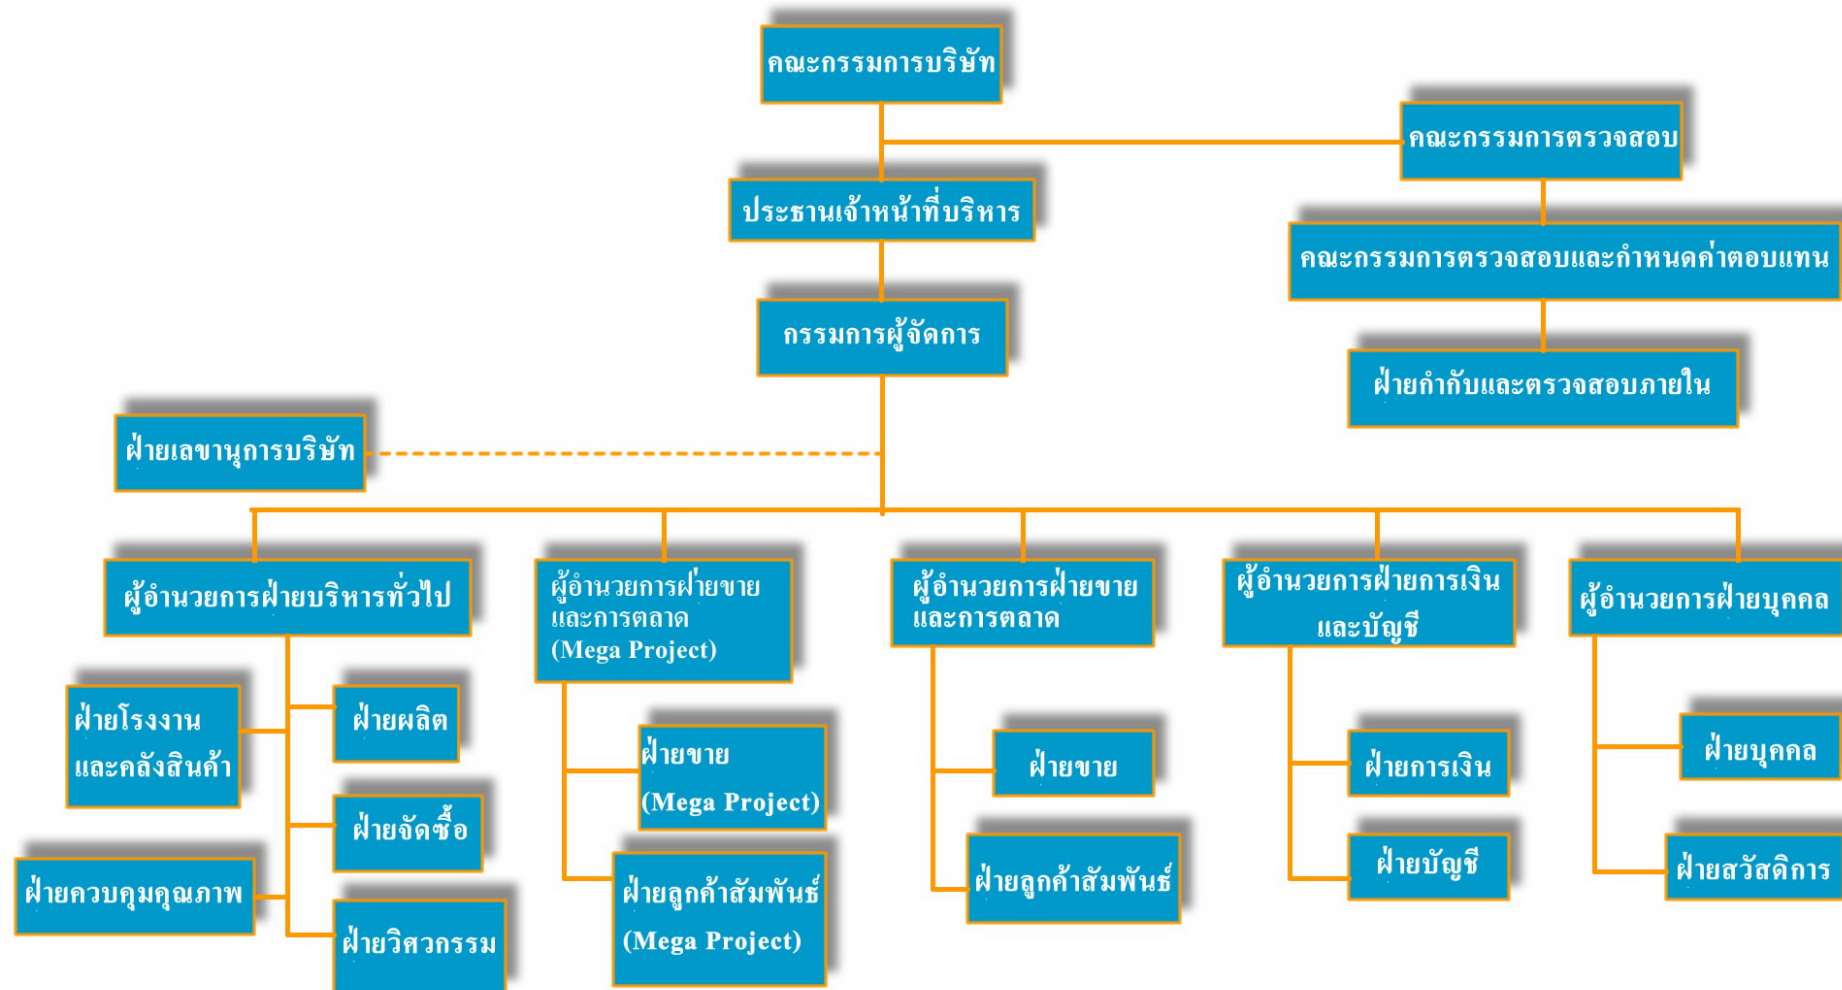 คณะกรรมการบริษัท
คณะกรรมการตรวจสอบ
ประธานเจ้าหน้าที่บริหาร
คณะกรรมการตรวจสอบและกำหนดค่าตอบแทน
กรรมการผู้จัดการ
ฝ่ายกำกับและตรวจสอบภายใน
ฝ่ายเลขานุการบริษัท
ผู้อำนวยการฝ่ายบริหารทั่วไป
ผู้อำนวยการฝ่ายขาย
และการตลาด
(Mega Project)
ผู้อำนวยการฝ่ายขาย
และการตลาด
ผู้อำนวยการฝ่ายการเงิน
และบัญชี
ผู้อำนวยการฝ่ายบุคคล
ฝ่ายโรงงาน
และคลังสินค้า
ฝ่ายผลิต
ฝ่ายจัดซื้อ
ฝ่ายควบคุมคุณภาพ
ฝ่ายวิศวกรรม
ฝ่ายขาย
(Mega Project)
ฝ่ายลูกค้าสัมพันธ์
(Mega Project)
ฝ่ายขาย
ฝ่ายลูกค้าสัมพันธ์
ฝ่ายการเงิน
ฝ่ายบัญชี
ฝ่ายบุคคล
ฝ่ายสวัสดิการ